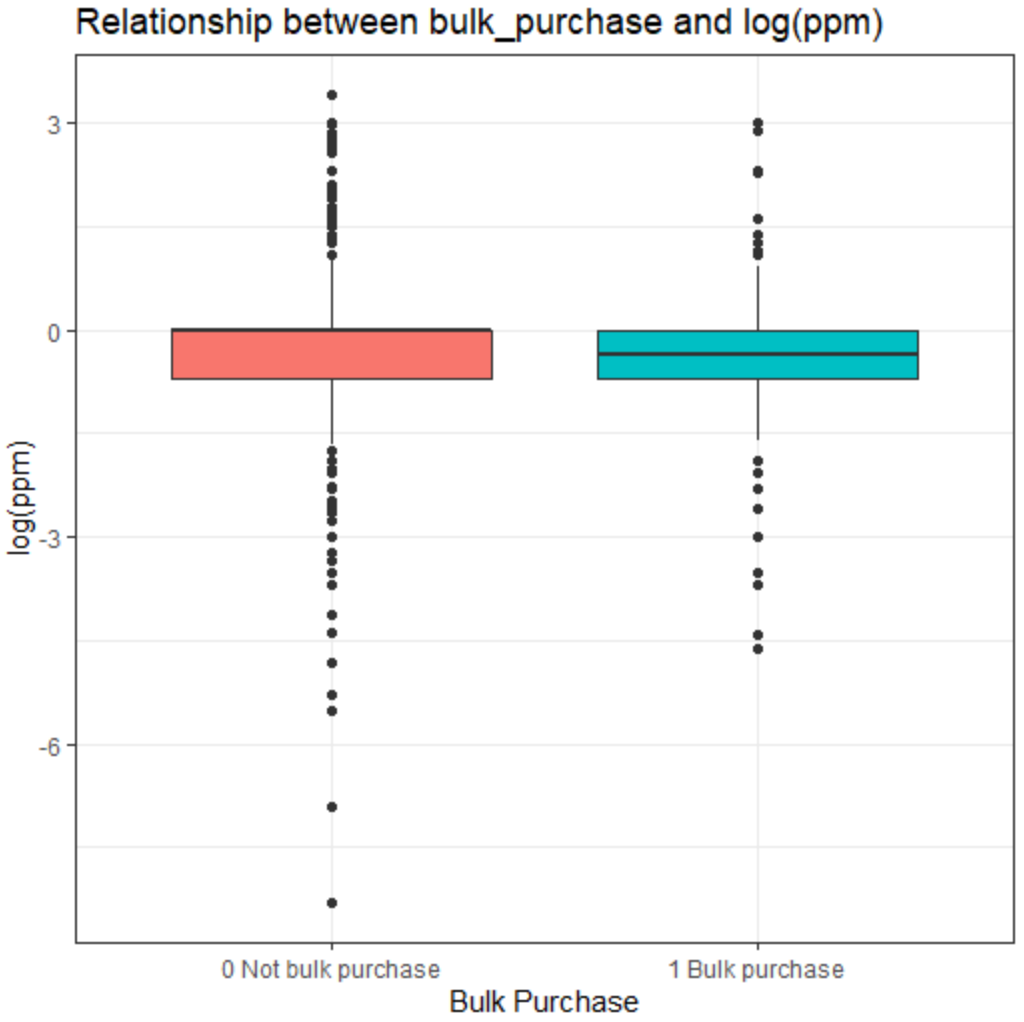 Relationship between bulk_purchase and log(ppm)
3
0
-3
-6
log(ppm)
0 Not bulk purchase
1 Bulk purchase
Bulk Purchase